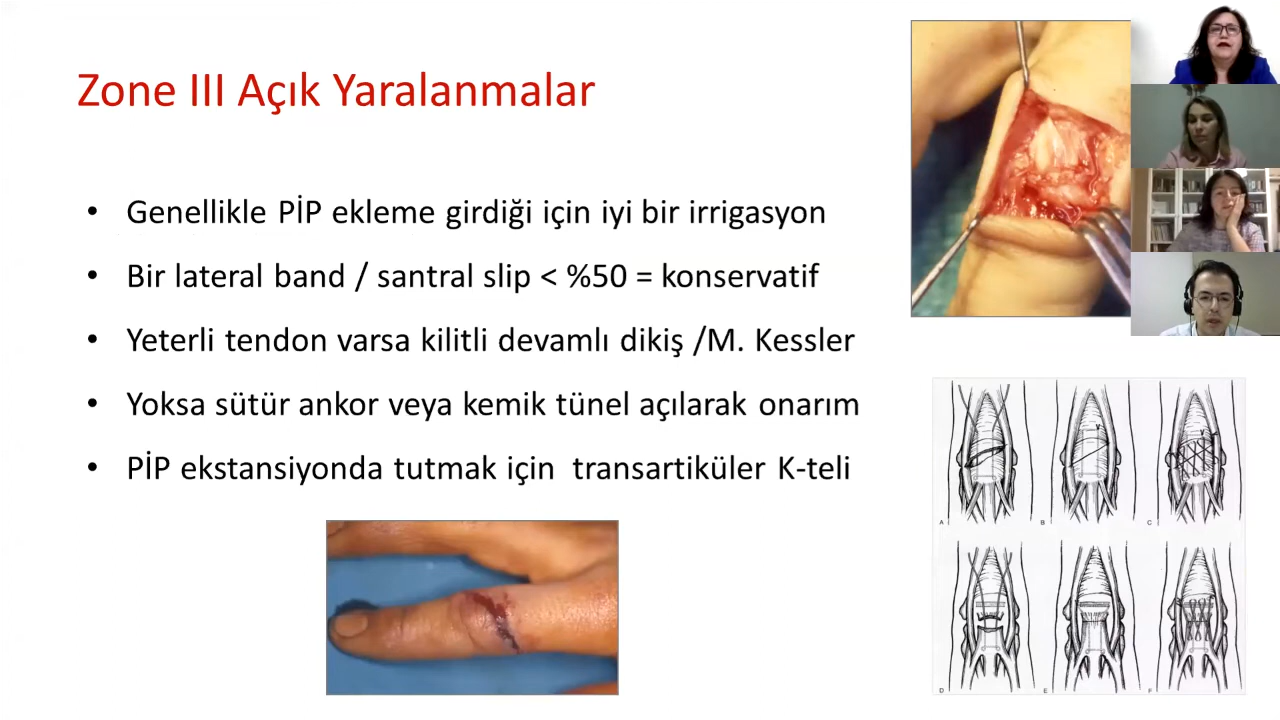 Zone III Açık Yaralanmalar
• Genellikle PİP ekleme girdiği için iyi bir irrigasyon
• Bir lateral band / santral slip < %50 = konservatif
• Yeterli tendon varsa kilitli devamlı dikiş /M. Kessler
• Yoksa sütür ankor veya kemik tünel açılarak onarım
• PİP ekstansiyonda tutmak için transartiküler K-teli
A B C
D E F